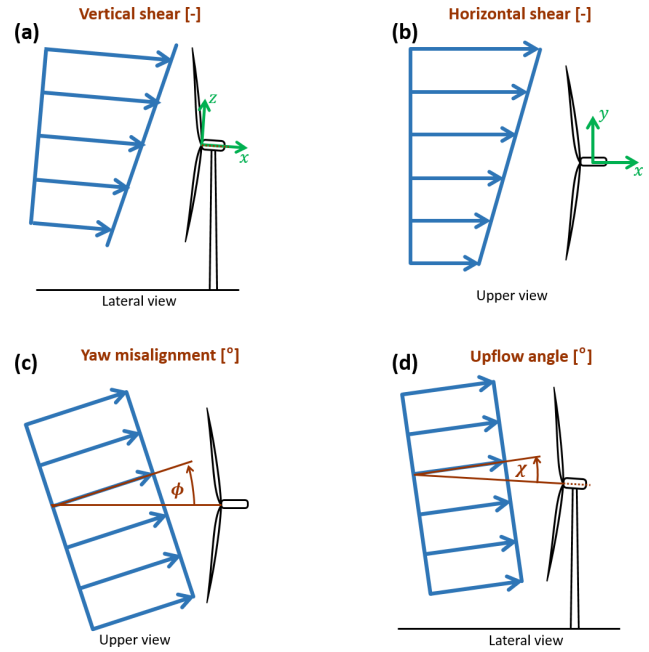 (a)
Vertical shear [-]
z
x
Lateral view
(b)
Horizontal shear [-]
y
x
Upper view
(c)
Yaw misalignment [°]
ϕ
Upper view
(d)
Upflow angle [°]
χ
Lateral view